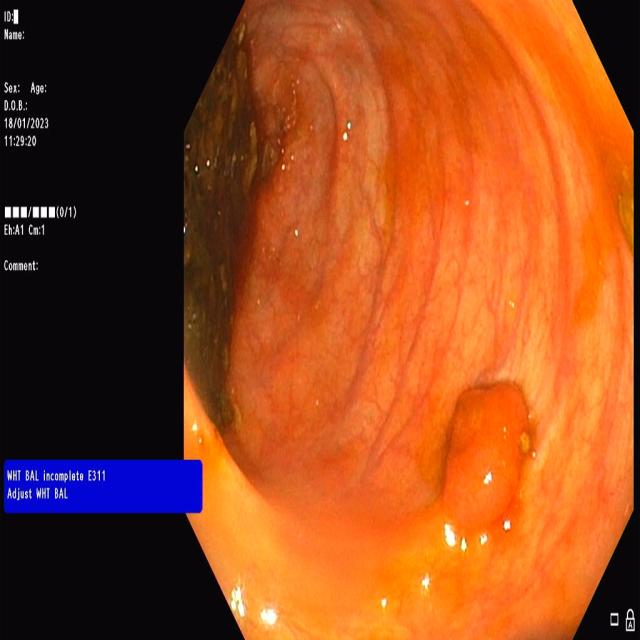 ID:
Name:
Sex: Age:
D.O.B.:
18/01/2023
11:29:20
■■■/■■■(0/1)
Eh:A1 Cm:1
Comment:
WHT BAL incomplete E311
Adjust WHT BAL
A